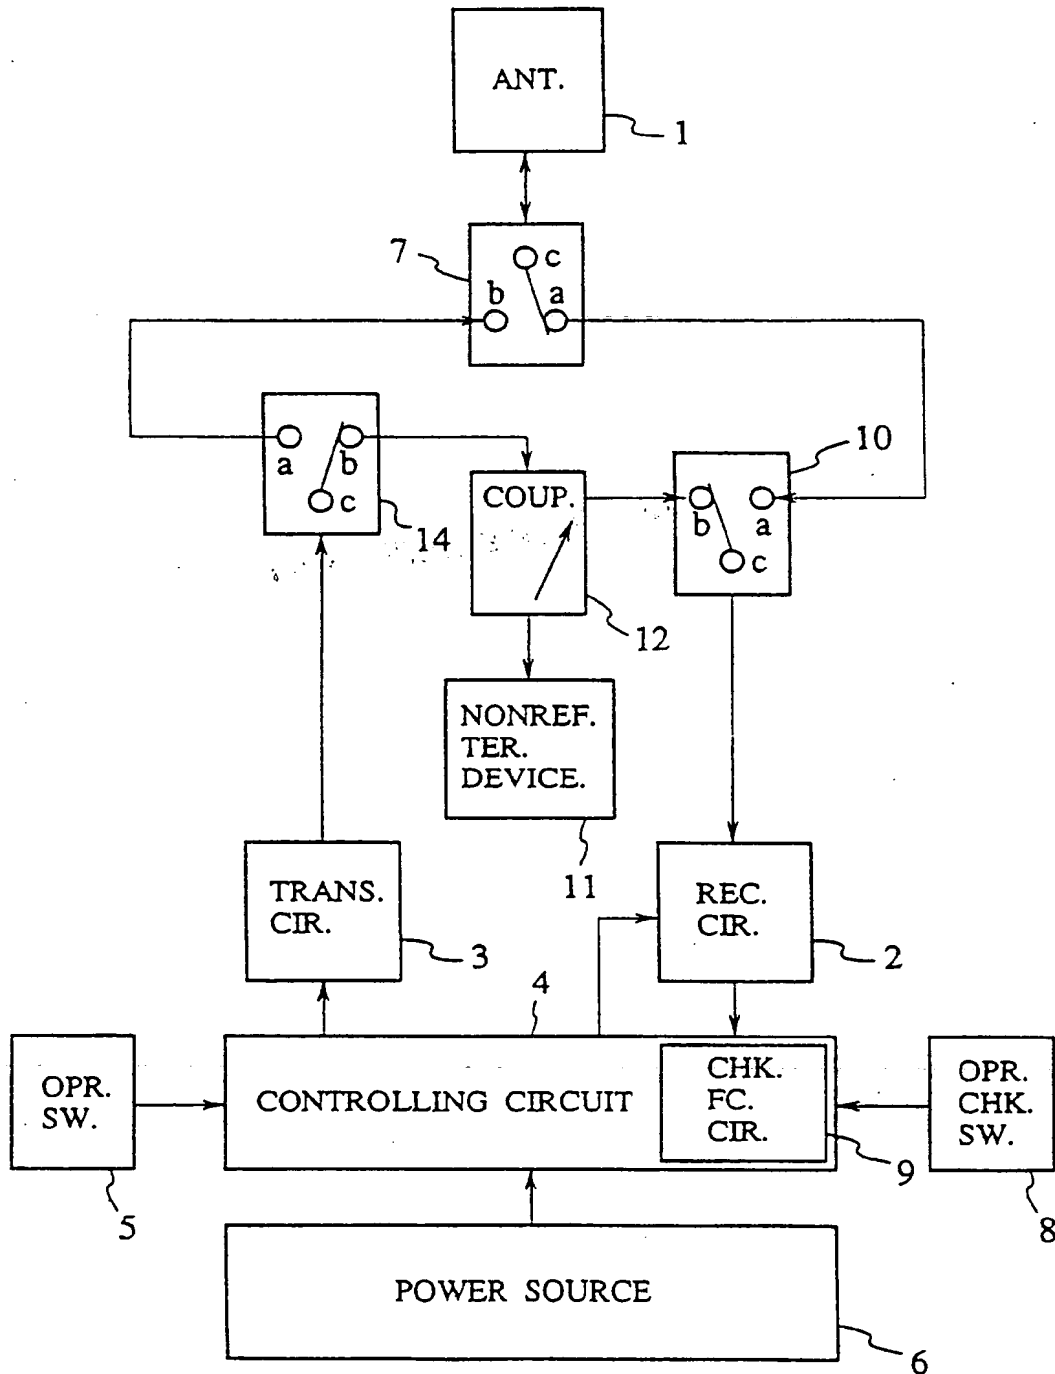 ANT.
1
7
c
b
a
10
a
b
c
14
COUP.
b
a
c
12
NONREF.
TER.
DEVICE.
11
TRANS.
CIR.
3
REC.
CIR.
2
4
OPR.
SW.
5
CONTROLLING CIRCUIT
CHK.
FC.
CIR.
9
OPR.
CHK.
SW.
8
POWER SOURCE
6